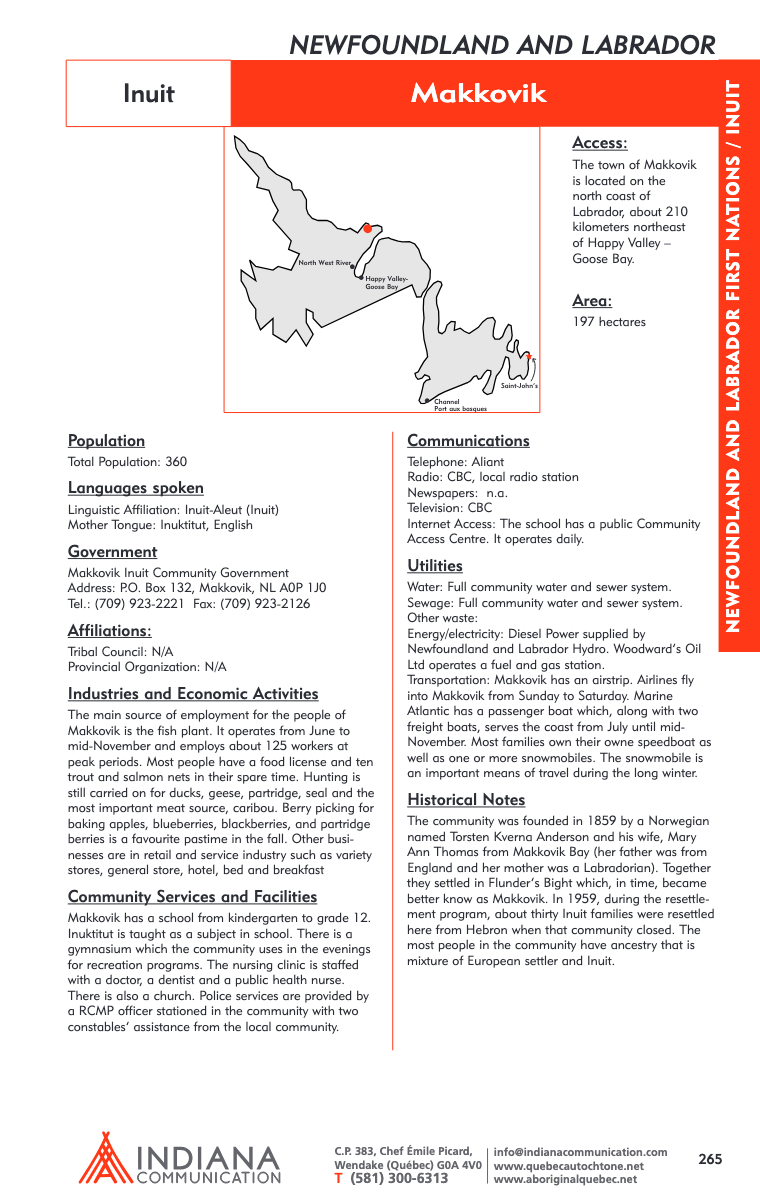 NEWFOUNDLAND AND LABRADOR
Inuit
Makkovik
NEWFOUNDLAND AND LABRADOR FIRST NATIONS / INUIT
North West River
Happy Valley-
Goose Bay
Saint-John's
Channel
Port aux basques
Access:
The town of Makkovik
is located on the
north coast of
Labrador, about 210
kilometers northeast
of Happy Valley –
Goose Bay.
Area:
197 hectares
Population
Total Population: 360
Languages spoken
Linguistic Affiliation: Inuit-Aleut (Inuit)
Mother Tongue: Inuktitut, English
Government
Makkovik Inuit Community Government
Address: P.O. Box 132, Makkovik, NL A0P 1J0
Tel.: (709) 923-2221 Fax: (709) 923-2126
Affiliations:
Tribal Council: N/A
Provincial Organization: N/A
Industries and Economic Activities
The main source of employment for the people of
Makkovik is the fish plant. It operates from June to
mid-November and employs about 125 workers at
peak periods. Most people have a food license and ten
trout and salmon nets in their spare time. Hunting is
still carried on for ducks, geese, partridge, seal and the
most important meat source, caribou. Berry picking for
baking apples, blueberries, blackberries, and partridge
berries is a favourite pastime in the fall. Other busi-
nesses are in retail and service industry such as variety
stores, general store, hotel, bed and breakfast
Community Services and Facilities
Makkovik has a school from kindergarten to grade 12.
Inuktitut is taught as a subject in school. There is a
gymnasium which the community uses in the evenings
for recreation programs. The nursing clinic is staffed
with a doctor, a dentist and a public health nurse.
There is also a church. Police services are provided by
a RCMP officer stationed in the community with two
constables' assistance from the local community.
Communications
Telephone: Aliant
Radio: CBC, local radio station
Newspapers: n.a.
Television: CBC
Internet Access: The school has a public Community
Access Centre. It operates daily.
Utilities
Water: Full community water and sewer system.
Sewage: Full community water and sewer system.
Other waste:
Energy/electricity: Diesel Power supplied by
Newfoundland and Labrador Hydro. Woodward's Oil
Ltd operates a fuel and gas station.
Transportation: Makkovik has an airstrip. Airlines fly
into Makkovik from Sunday to Saturday. Marine
Atlantic has a passenger boat which, along with two
freight boats, serves the coast from July until mid-
November. Most families own their owne speedboat as
well as one or more snowmobiles. The snowmobile is
an important means of travel during the long winter.
Historical Notes
The community was founded in 1859 by a Norwegian
named Torsten Kverna Anderson and his wife, Mary
Ann Thomas from Makkovik Bay (her father was from
England and her mother was a Labradorian). Together
they settled in Flunder's Bight which, in time, became
better know as Makkovik. In 1959, during the resettle-
ment program, about thirty Inuit families were resettled
here from Hebron when that community closed. The
most people in the community have ancestry that is
mixture of European settler and Inuit.
INDIANA
COMMUNICATION
C.P. 383, Chef Émile Picard,
Wendake (Québec) G0A 4V0
T (581) 300-6313
info@indianacommunication.com
www.quebecautochtone.net
www.aboriginalquebec.net
265